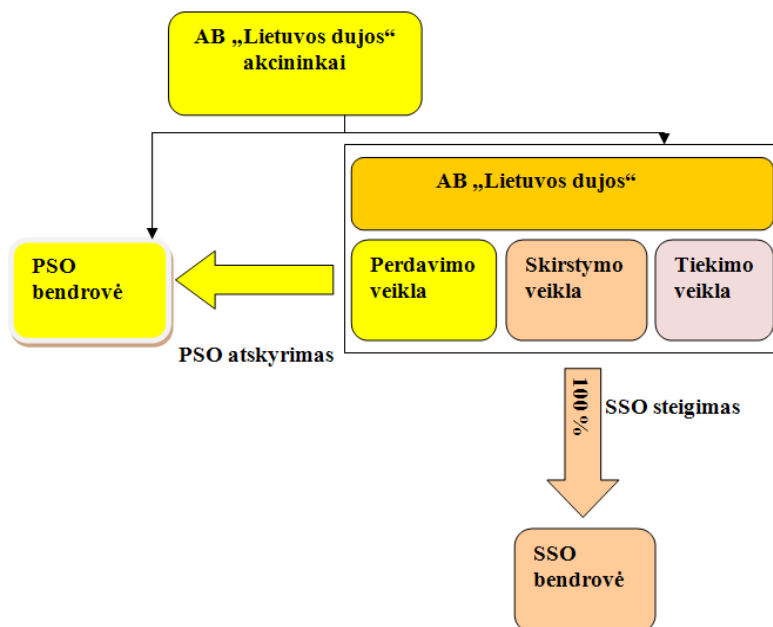 AB „Lietuvos dujos“
akcininkai
AB „Lietuvos dujos“
PSO
bendrovė
Perdavimo
veikla
Skirstymo
veikla
Tiekimo
veikla
PSO atskyrimas
100 %
SSO steigimas
SSO
bendrovė